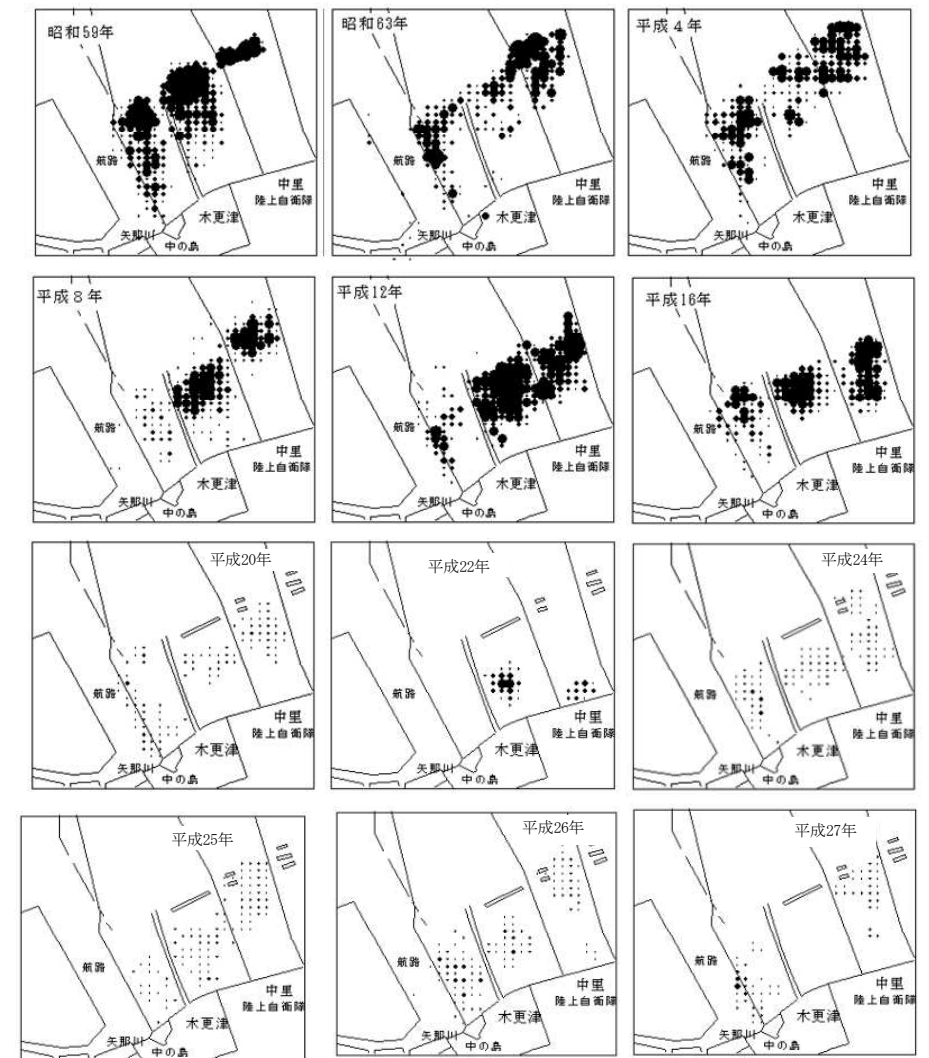 昭和59年
航路
中里
陸上自衛隊
木更津
矢那川
中の島
昭和63年
航路
中里
陸上自衛隊
木更津
矢那川
中の島
平成4年
航路
中里
陸上自衛隊
木更津
矢那川
中の島
平成8年
航路
中里
陸上自衛隊
木更津
矢那川
中の島
平成12年
航路
中里
陸上自衛隊
木更津
矢那川
中の島
平成16年
航路
中里
陸上自衛隊
木更津
矢那川
中の島
平成20年
航路
中里
陸上自衛隊
木更津
矢那川
中の島
平成22年
航路
中里
陸上自衛隊
木更津
矢那川
中の島
平成24年
航路
中里
陸上自衛隊
木更津
矢那川
中の島
平成25年
航路
中里
陸上自衛隊
木更津
矢那川
中の島
平成26年
航路
中里
陸上自衛隊
木更津
矢那川
中の島
平成27年
航路
中里
陸上自衛隊
木更津
矢那川
中の島